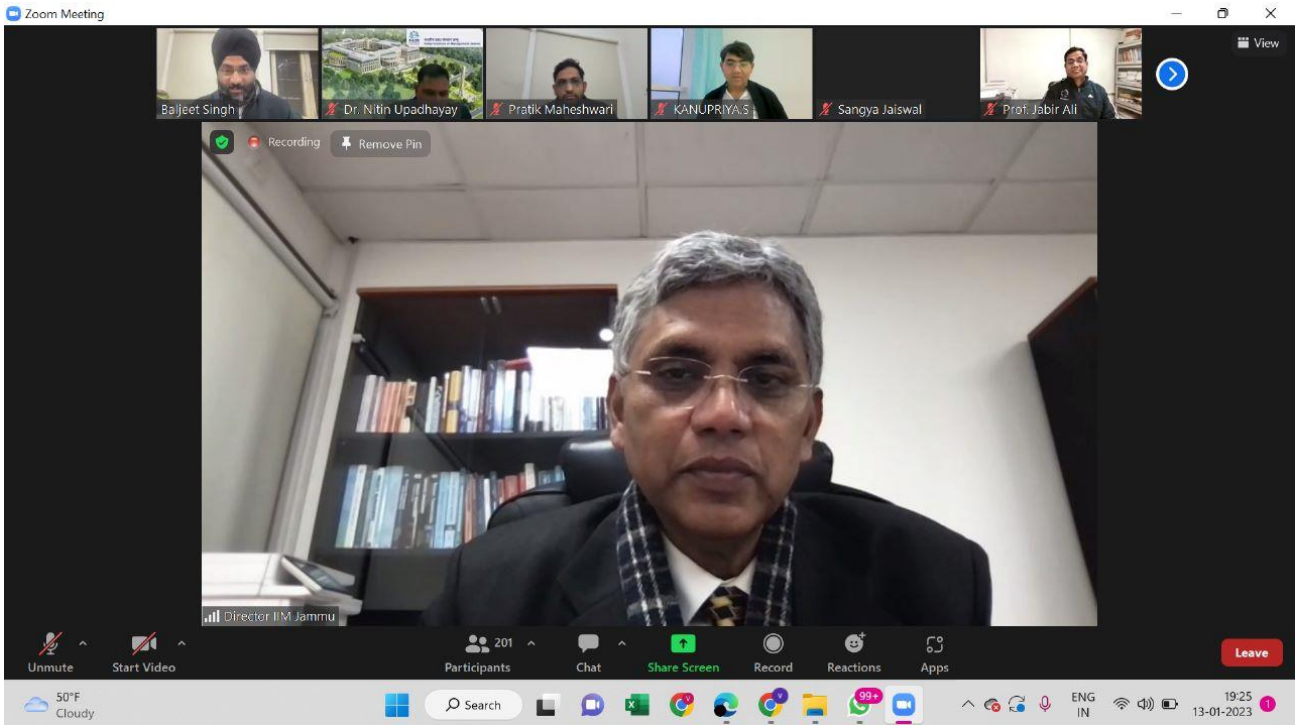 Zoom Meeting
View
Baljeet Singh
Dr. Nitin Upadhayay
Pratik Maheshwari
KANUPRIYA.S
Sangya Jaiswal
Prof. Jabir Ali
Recording
Remove Pin
Director IIM Jammu
Unmute
Start Video
201
Participants
Chat
Share Screen
Record
Reactions
Apps
Leave
50°F
Cloudy
Search
99+
ENG
IN
19:25
13-01-2023
1